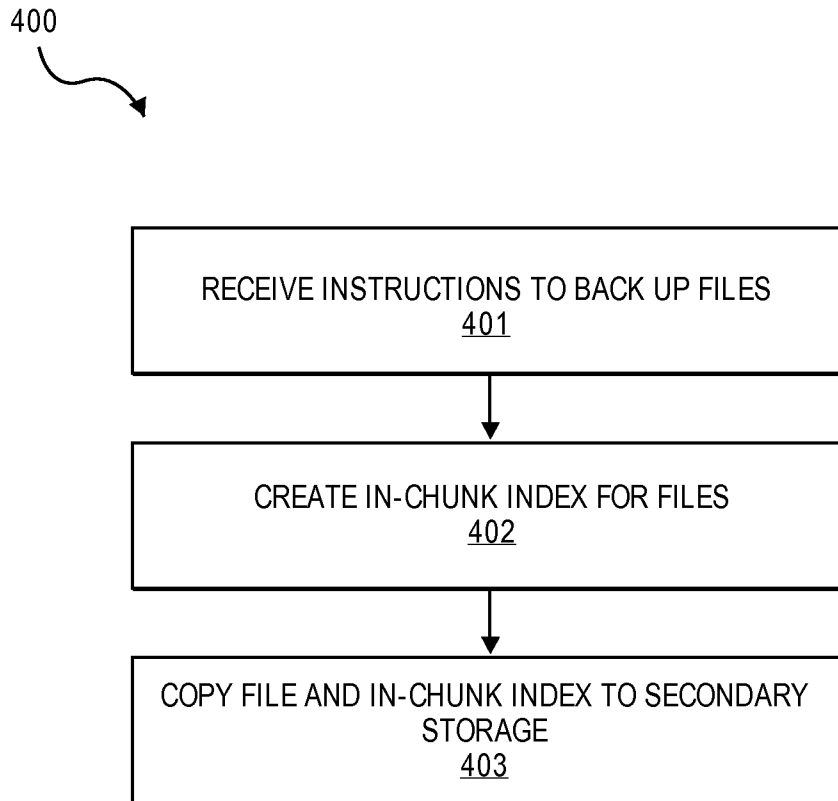 400
RECEIVE INSTRUCTIONS TO BACK UP FILES
401
CREATE IN-CHUNK INDEX FOR FILES
402
COPY FILE AND IN-CHUNK INDEX TO SECONDARY
STORAGE
403